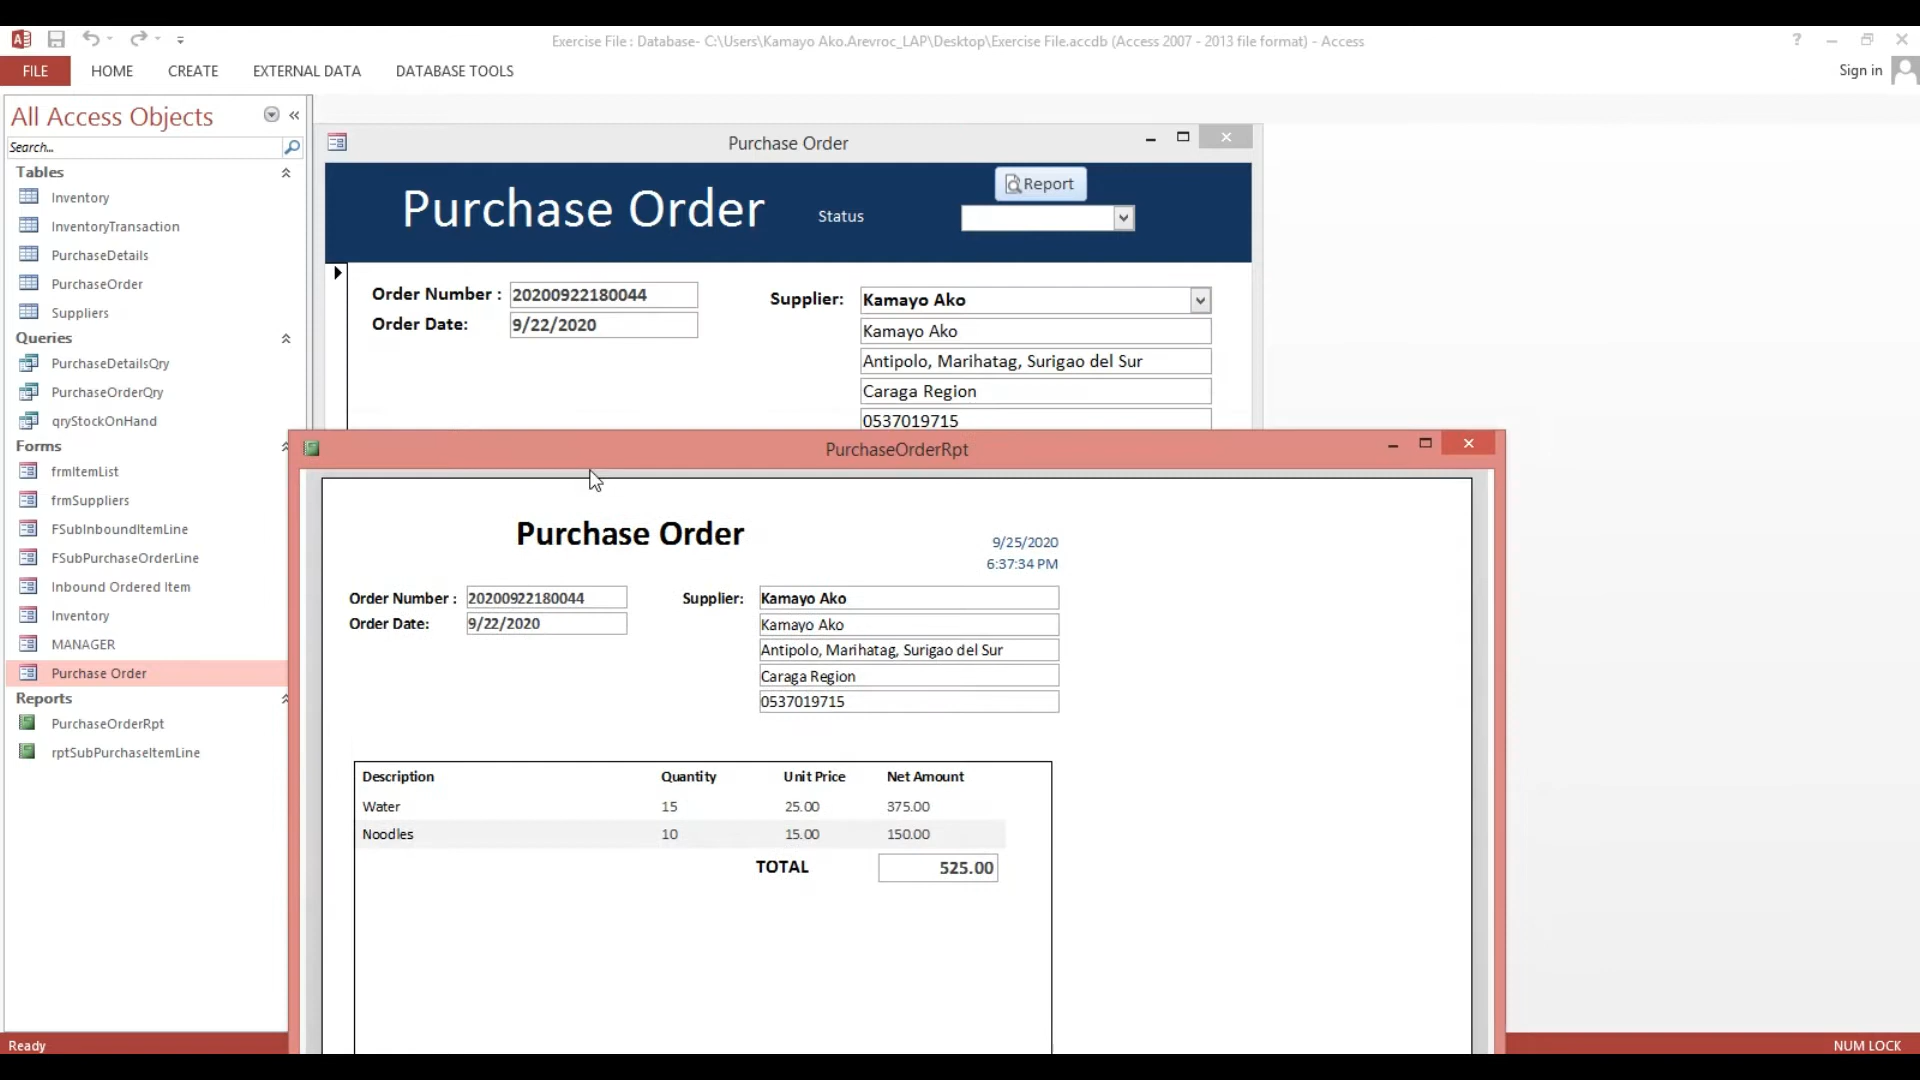 Exercise File : Database- C:\Users\Kamayo Ako.Arevroc_LAP\Desktop\Exercise File.accdb (Access 2007 - 2013 file format) - Access
FILE HOME CREATE EXTERNAL DATA DATABASE TOOLS
Sign in
All Access Objects
Search...
Tables
Inventory
InventoryTransaction
PurchaseDetails
PurchaseOrder
Suppliers
Queries
PurchaseDetailsQry
PurchaseOrderQry
qryStockOnHand
Forms
frmItemList
frmSuppliers
FSubInboundItemLine
FSubPurchaseOrderLine
Inbound Ordered Item
Inventory
MANAGER
Purchase Order
Reports
PurchaseOrderRpt
rptSubPurchaseItemLine
Purchase Order
Purchase Order
Status
Report
Order Number : 20200922180044
Order Date: 9/22/2020
Supplier: Kamayo Ako
Kamayo Ako
Antipolo, Marihatag, Surigao del Sur
Caraga Region
0537019715
PurchaseOrderRpt
Purchase Order
9/25/2020
6:37:34 PM
Order Number : 20200922180044
Order Date: 9/22/2020
Supplier: Kamayo Ako
Kamayo Ako
Antipolo, Marihatag, Surigao del Sur
Caraga Region
0537019715
Description Quantity Unit Price Net Amount
Water 15 25.00 375.00
Noodles 10 15.00 150.00
TOTAL 525.00
Ready
NUM LOCK